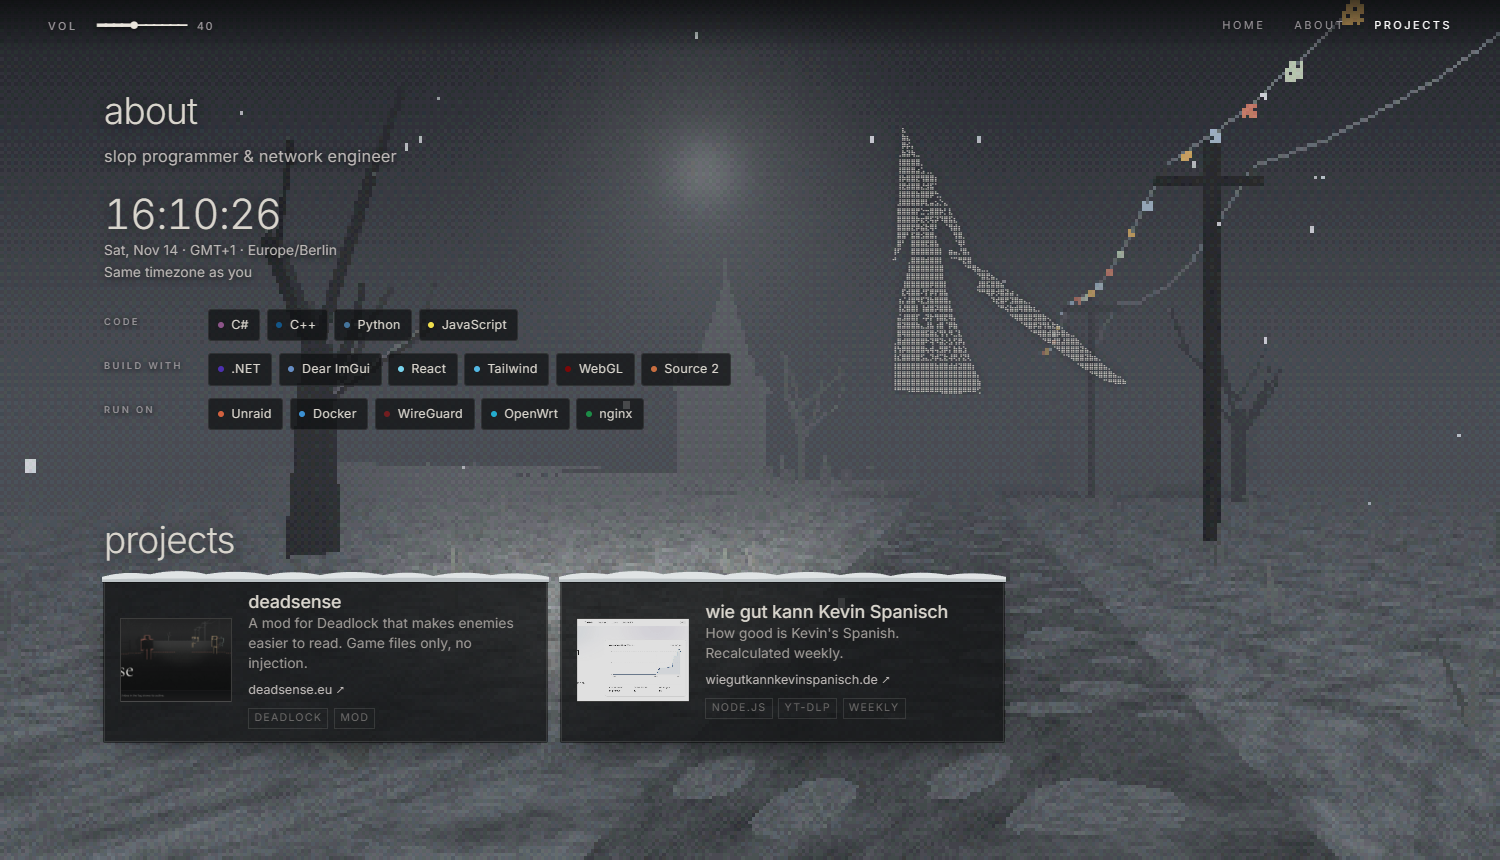 VOL 40
HOME ABOUT PROJECTS
about
slop programmer & network engineer
16:10:26
Sat, Nov 14 · GMT+1 · Europe/Berlin
Same timezone as you
CODE C# C++ Python JavaScript
BUILD WITH .NET Dear ImGui React Tailwind WebGL Source 2
RUN ON Unraid Docker WireGuard OpenWrt nginx
projects
deadsense
A mod for Deadlock that makes enemies
easier to read. Game files only, no
injection.
deadsense.eu ↗
DEADLOCK MOD
se
wie gut kann Kevin Spanisch
How good is Kevin's Spanish.
Recalculated weekly.
wiegutkannkevinspanisch.de ↗
NODE.JS YT-DLP WEEKLY